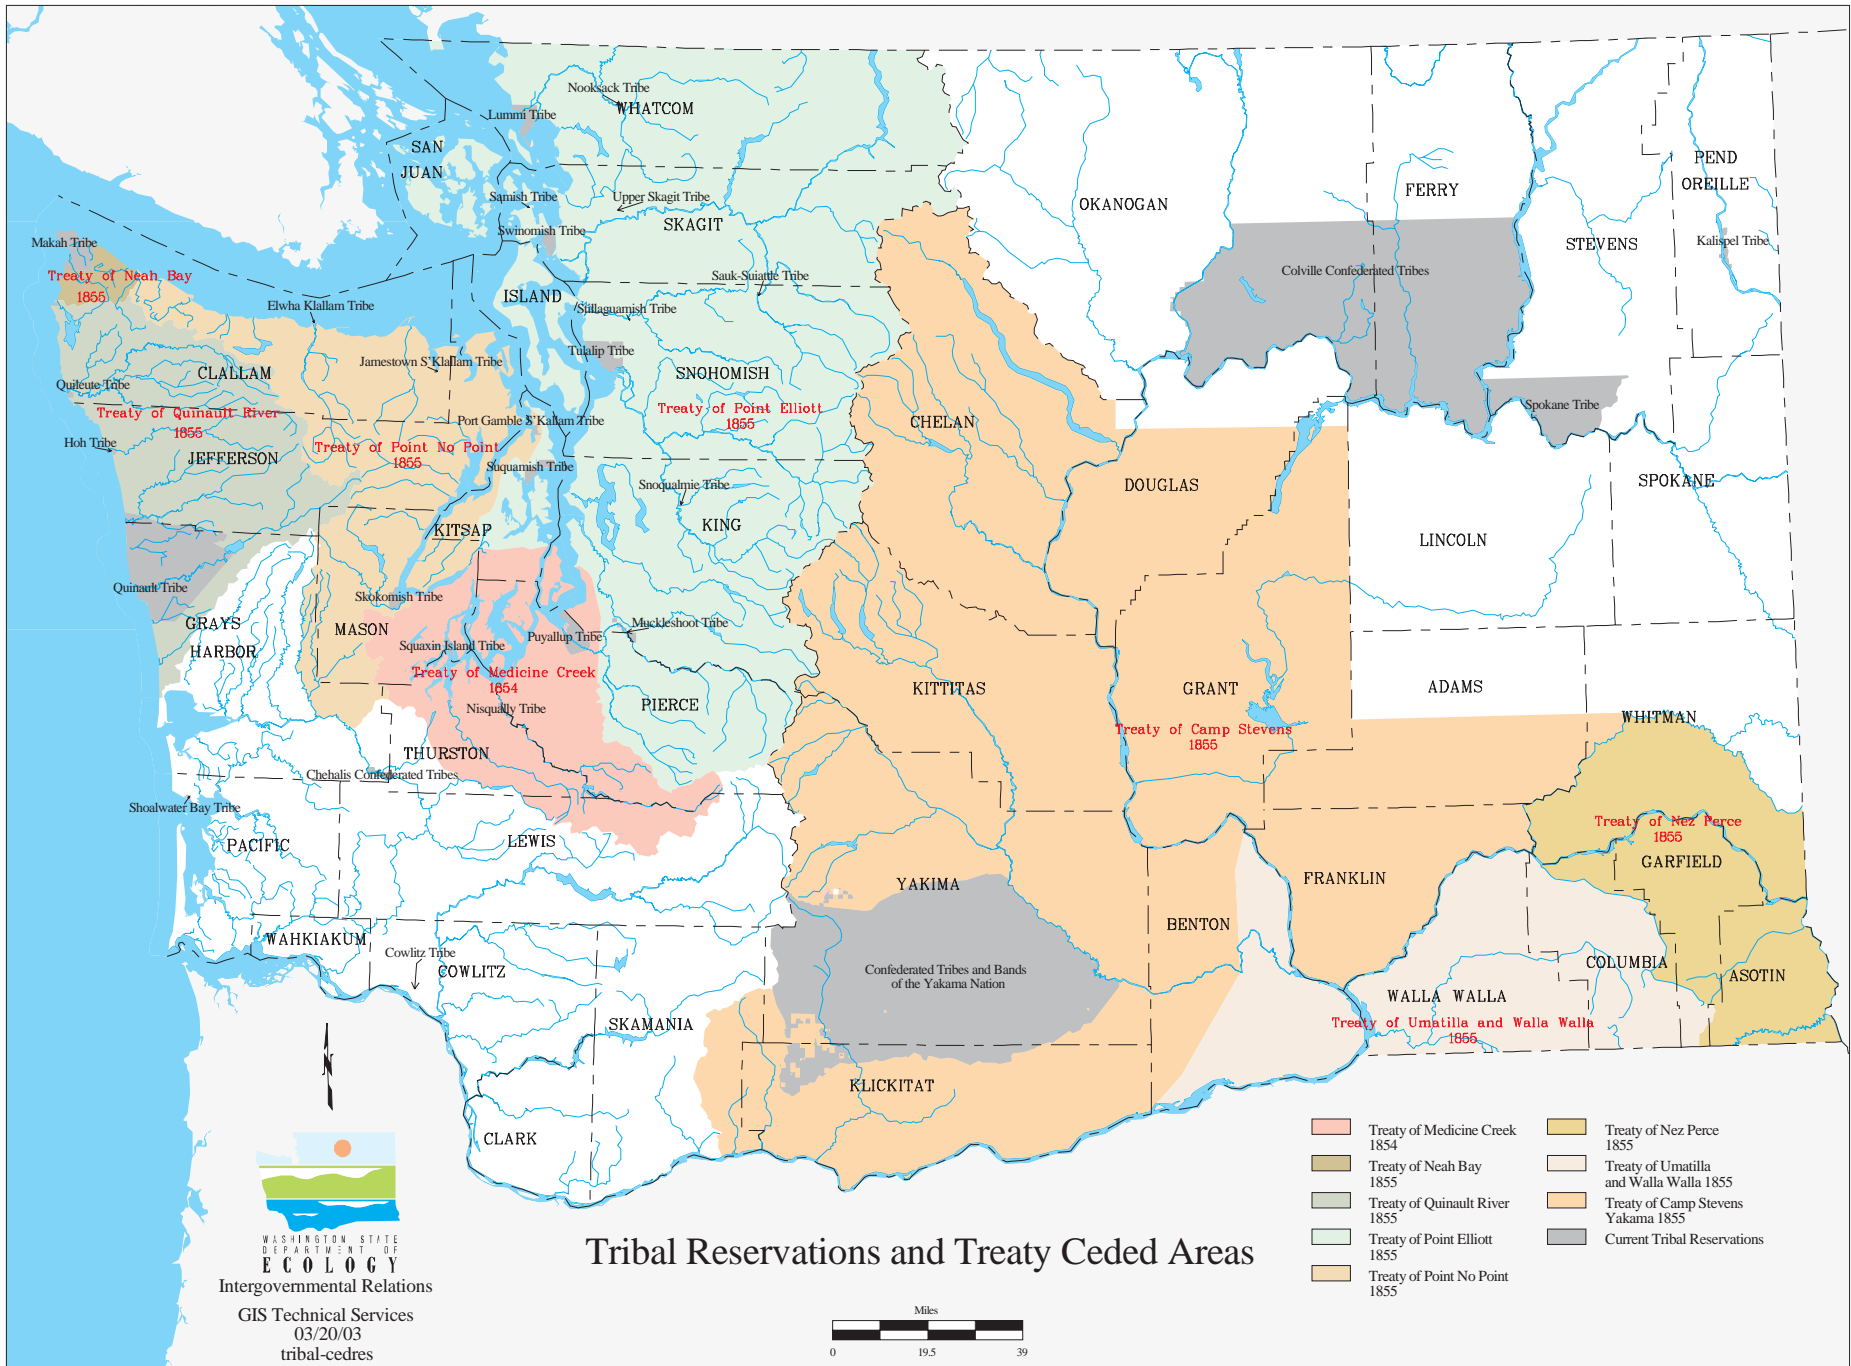 Nooksack Tribe
WHATCOM
Lummi Tribe
SAN
JUAN
Samish Tribe
Upper Skagit Tribe
SKAGIT
Swinomish Tribe
OKANOGAN
FERRY
PEND
OREILLE
STEVENS
Kalispel Tribe
Makah Tribe
Treaty of Neah Bay
1855
Elwha Klallam Tribe
ISLAND
Sauk-Suiattle Tribe
Stillaguamish Tribe
Colville Confederated Tribes
Tulalip Tribe
Jamestown S'Klallam Tribe
CLALLAM
SNOHOMISH
Quileute Tribe
Treaty of Quinault River
1855
Treaty of Point Elliott
1855
Port Gamble S'Kallam Tribe
CHELAN
Spokane Tribe
Hoh Tribe
JEFFERSON
Treaty of Point No Point
1855
Suquamish Tribe
Snoqualmie Tribe
DOUGLAS
SPOKANE
KITSAP
KING
LINCOLN
Quinault Tribe
Skokomish Tribe
GRAYS
HARBOR
MASON
Squaxin Island Tribe
Puyallup Tribe
Muckleshoot Tribe
Treaty of Medicine Creek
1854
KITTITAS
GRANT
ADAMS
Nisqually Tribe
PIERCE
WHITMAN
Treaty of Camp Stevens
1855
THURSTON
Chehalis Confederated Tribes
Shoalwater Bay Tribe
PACIFIC
LEWIS
Treaty of Nez Perce
1855
GARFIELD
YAKIMA
FRANKLIN
BENTON
WAHKIAKUM
Cowlitz Tribe
COWLITZ
Confederated Tribes and Bands
of the Yakama Nation
COLUMBIA
ASOTIN
WALLA WALLA
Treaty of Umatilla and Walla Walla
1855
SKAMANIA
KLICKITAT
CLARK
N
Treaty of Medicine Creek
1854
Treaty of Neah Bay
1855
Treaty of Quinault River
1855
Treaty of Point Elliott
1855
Treaty of Point No Point
1855
Treaty of Nez Perce
1855
Treaty of Umatilla
and Walla Walla 1855
Treaty of Camp Stevens
Yakama 1855
Current Tribal Reservations
WASHINGTON STATE
DEPARTMENT OF
ECOLOGY
Intergovernmental Relations
GIS Technical Services
03/20/03
tribal-cedres
Tribal Reservations and Treaty Ceded Areas
Miles
0 19.5 39